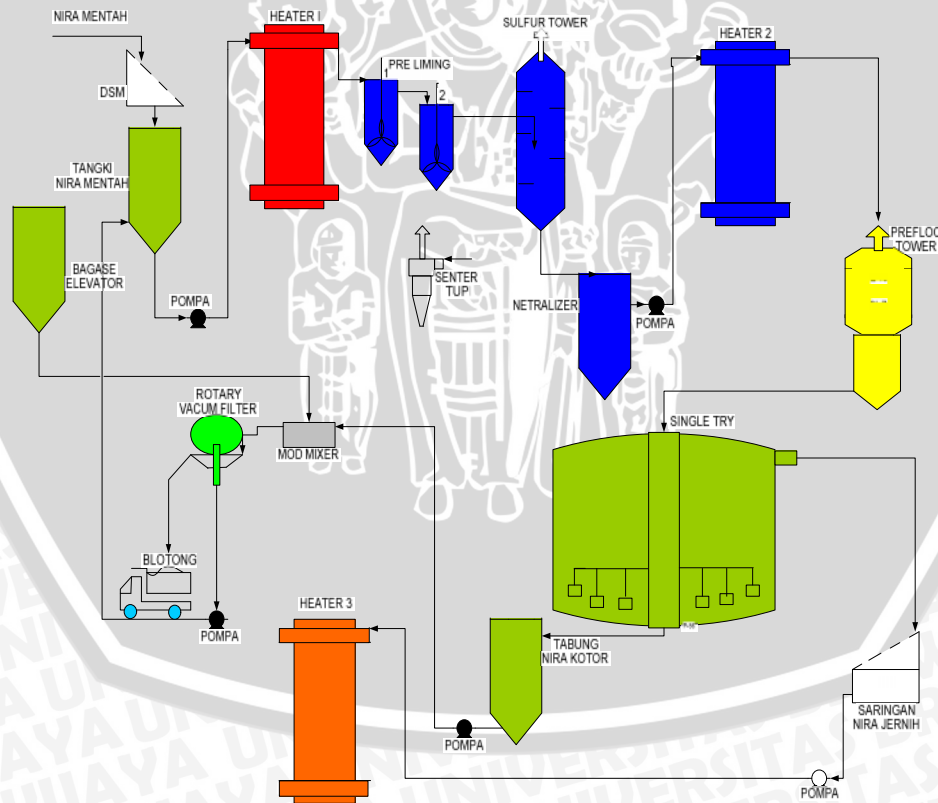 NIRA MENTAH
HEATER I
SULFUR TOWER
HEATER 2
DSM
PRE LIMING
1
2
TANGKI
NIRA MENTAH
BAGASE
ELEVATOR
POMPA
SENTER
TUP
NETRALIZER
POMPA
PREFLOC
TOWER
ROTARY
VACUM FILTER
MOD MIXER
SINGLE TRY
BLOTONG
POMPA
HEATER 3
TABUNG
NIRA KOTOR
POMPA
SARINGAN
NIRA JERNIH
POMPA